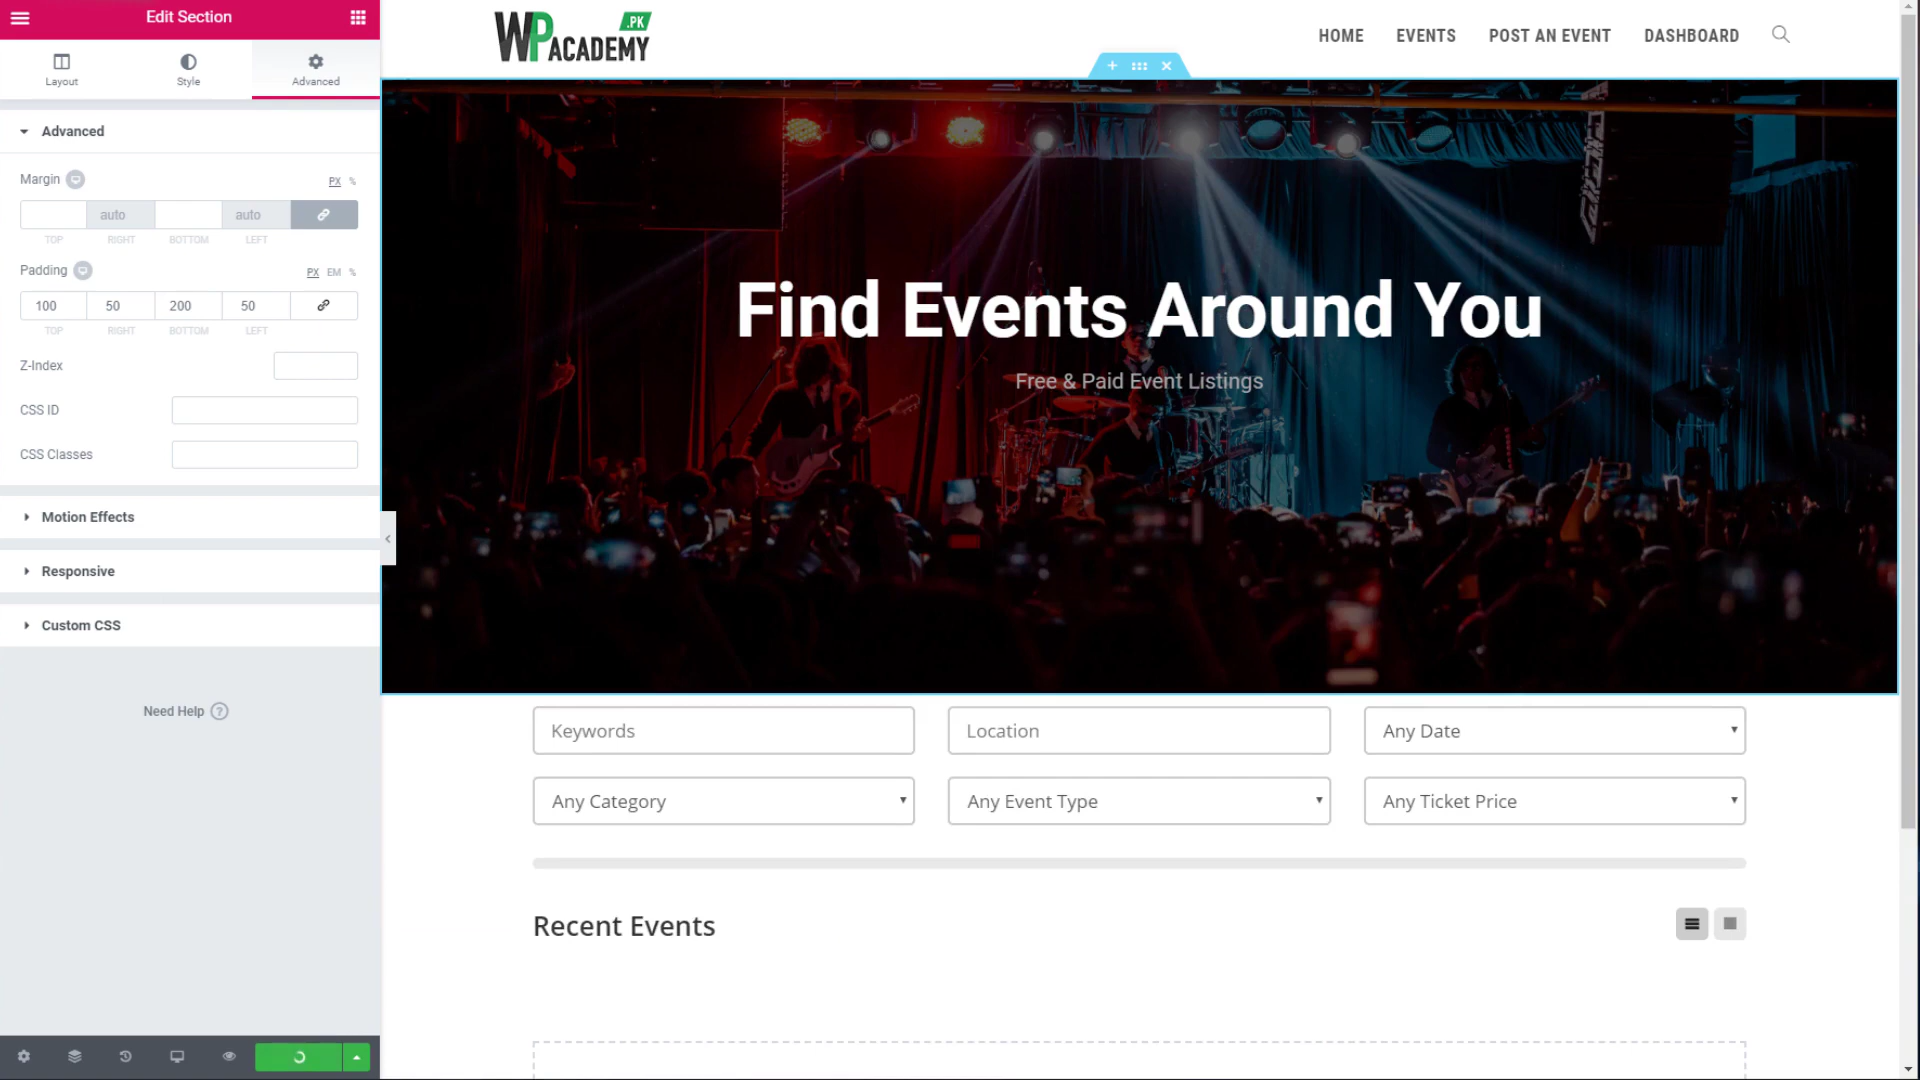 Edit Section
Layout
Style
Advanced
Advanced
Margin
PX %
auto auto
TOP RIGHT BOTTOM LEFT
Padding
PX EM %
100 50 200 50
TOP RIGHT BOTTOM LEFT
Z-Index
CSS ID
CSS Classes
Motion Effects
Responsive
Custom CSS
Need Help ?
WPACADEMY .PK
HOME EVENTS POST AN EVENT DASHBOARD
Find Events Around You
Free & Paid Event Listings
Keywords Location Any Date
Any Category Any Event Type Any Ticket Price
Recent Events